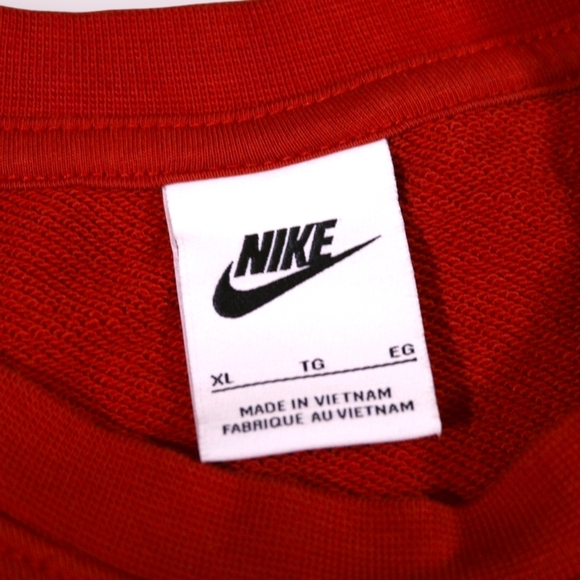 NIKE
XL TG EG
MADE IN VIETNAM
FABRIQUE AU VIETNAM